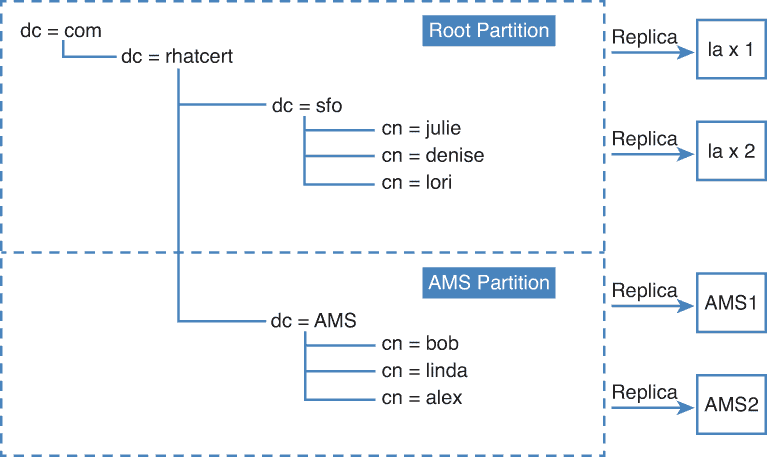 dc = com
Root Partition
dc = rhatcert
dc = sfo
cn = julie
cn = denise
cn = lori
Replica
la x 1
Replica
la x 2
AMS Partition
dc = AMS
cn = bob
cn = linda
cn = alex
Replica
AMS1
Replica
AMS2